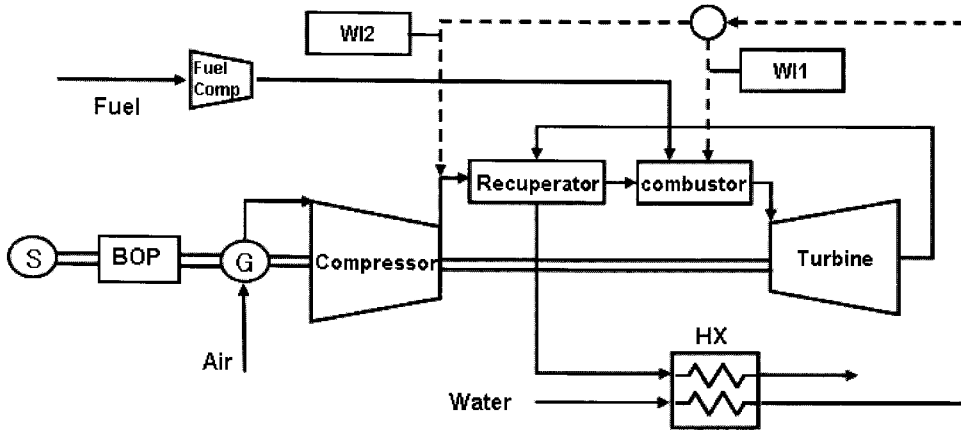 WI2
WI1
Fuel
Comp
Fuel
Recuperator
combustor
S
BOP
G
Compressor
Turbine
Air
HX
Water